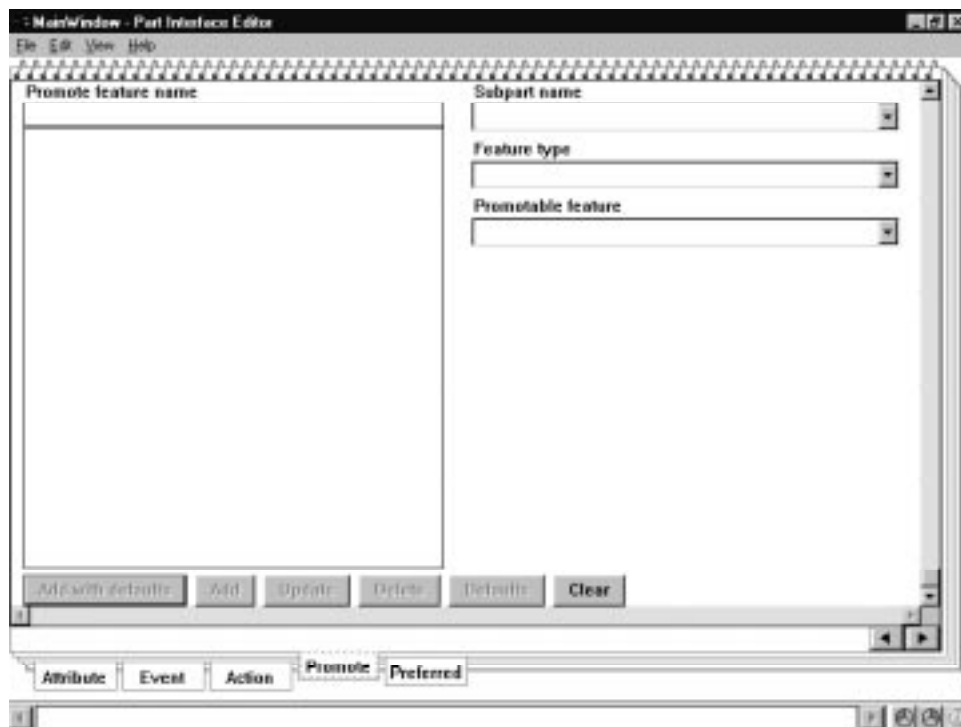 MainWindow - Part Interface Editor
File Edit View Help
Promote feature name
Subpart name
Feature type
Promotable feature
Add with defaults Add Update Delete Defaults Clear
Attribute Event Action Promote Preferred